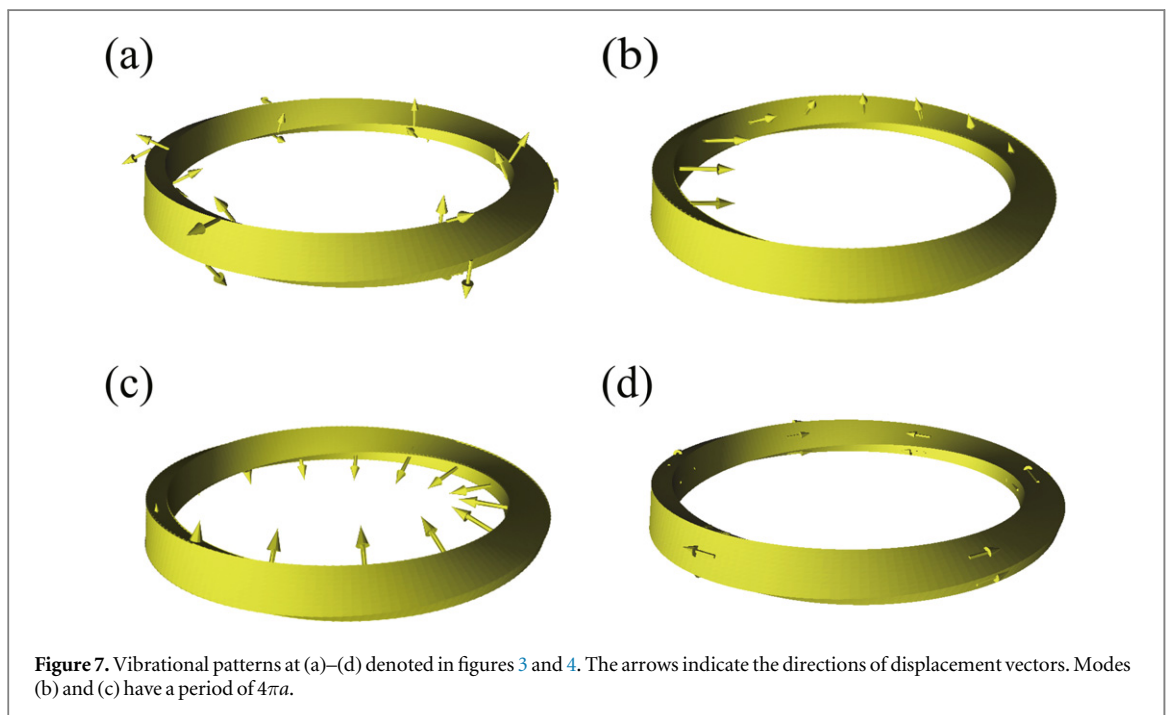 (a)
(b)
(c)
(d)
Figure 7. Vibrational patterns at (a)–(d) denoted in figures 3 and 4. The arrows indicate the directions of displacement vectors. Modes
(b) and (c) have a period of 4πa.